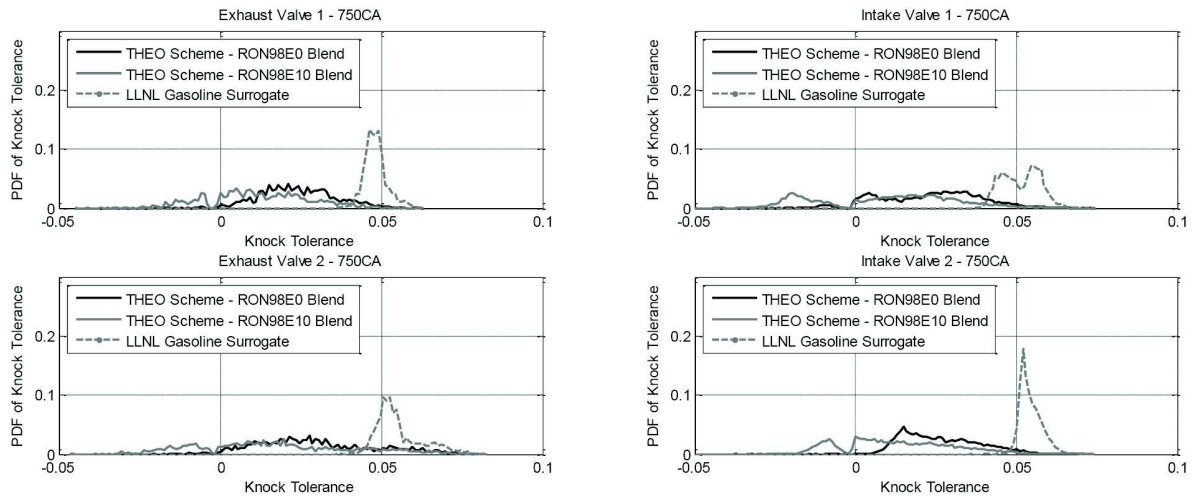 Exhaust Valve 1 - 750CA
THEO Scheme - RON98E0 Blend
THEO Scheme - RON98E10 Blend
LLNL Gasoline Surrogate
PDF of Knock Tolerance
0.2
0.1
0
-0.05
0
0.05
0.1
Knock Tolerance
Intake Valve 1 - 750CA
THEO Scheme - RON98E0 Blend
THEO Scheme - RON98E10 Blend
LLNL Gasoline Surrogate
PDF of Knock Tolerance
0.2
0.1
0
-0.05
0
0.05
0.1
Knock Tolerance
Exhaust Valve 2 - 750CA
THEO Scheme - RON98E0 Blend
THEO Scheme - RON98E10 Blend
LLNL Gasoline Surrogate
PDF of Knock Tolerance
0.2
0.1
0
-0.05
0
0.05
0.1
Knock Tolerance
Intake Valve 2 - 750CA
THEO Scheme - RON98E0 Blend
THEO Scheme - RON98E10 Blend
LLNL Gasoline Surrogate
PDF of Knock Tolerance
0.2
0.1
0
-0.05
0
0.05
0.1
Knock Tolerance